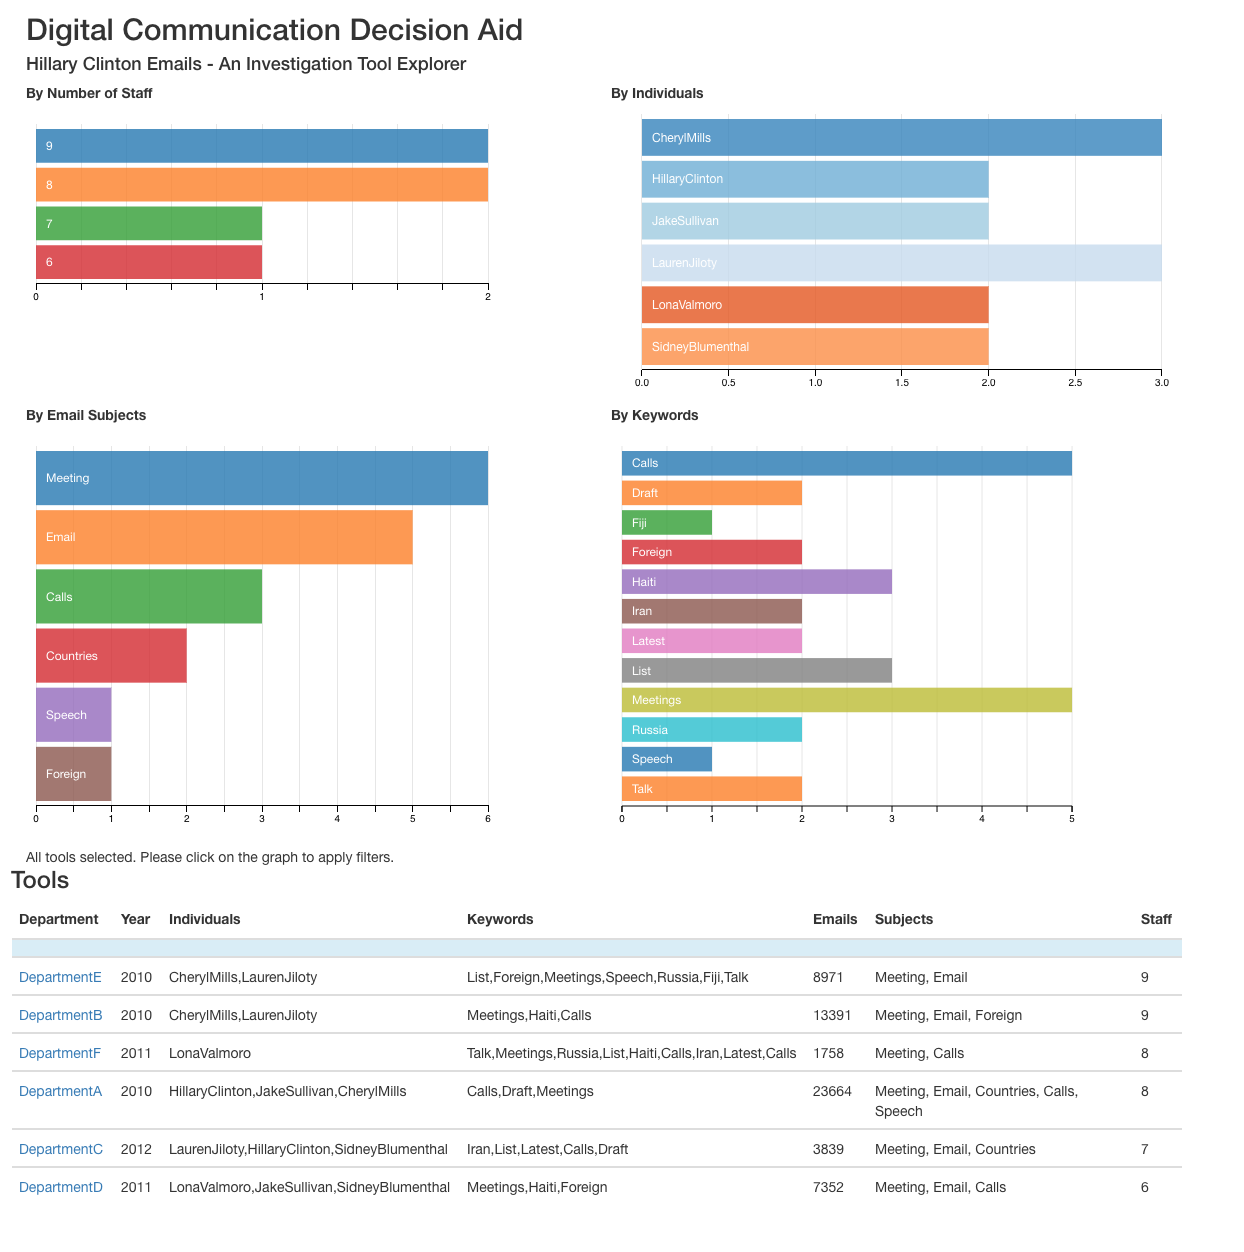 Digital Communication Decision Aid
Hillary Clinton Emails - An Investigation Tool Explorer
By Number of Staff
9
8
7
6
0 1 2
By Individuals
CherylMills
HillaryClinton
JakeSullivan
LaurenJiloty
LonaValmoro
SidneyBlumenthal
0.0 0.5 1.0 1.5 2.0 2.5 3.0
By Email Subjects
Meeting
Email
Calls
Countries
Speech
Foreign
0 1 2 3 4 5 6
By Keywords
Calls
Draft
Fiji
Foreign
Haiti
Iran
Latest
List
Meetings
Russia
Speech
Talk
0 1 2 3 4 5
All tools selected. Please click on the graph to apply filters.
Tools
Department Year Individuals Keywords Emails Subjects Staff
DepartmentE 2010 CherylMills,LaurenJiloty List,Foreign,Meetings,Speech,Russia,Fiji,Talk 8971 Meeting, Email 9
DepartmentB 2010 CherylMills,LaurenJiloty Meetings,Haiti,Calls 13391 Meeting, Email, Foreign 9
DepartmentF 2011 LonaValmoro Talk,Meetings,Russia,List,Haiti,Calls,Iran,Latest,Calls 1758 Meeting, Calls 8
DepartmentA 2010 HillaryClinton,JakeSullivan,CherylMills Calls,Draft,Meetings 23664 Meeting, Email, Countries, Calls, 8
Speech
DepartmentC 2012 LaurenJiloty,HillaryClinton,SidneyBlumenthal Iran,List,Latest,Calls,Draft 3839 Meeting, Email, Countries 7
DepartmentD 2011 LonaValmoro,JakeSullivan,SidneyBlumenthal Meetings,Haiti,Foreign 7352 Meeting, Email, Calls 6